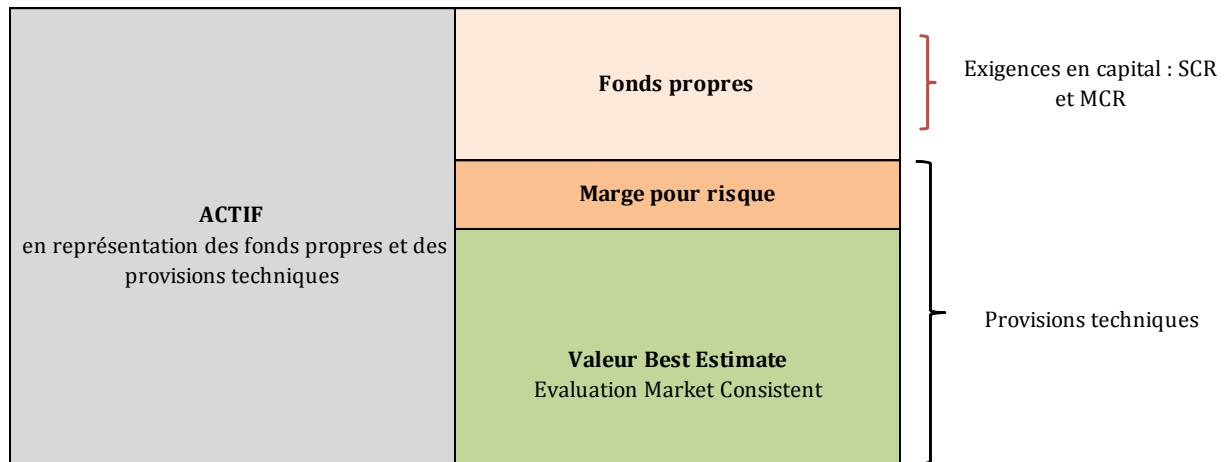 Fonds propres
Exigences en capital : SCR
et MCR
Marge pour risque
ACTIF
en représentation des fonds propres et des
provisions techniques
Provisions techniques
Valeur Best Estimate
Evaluation Market Consistent